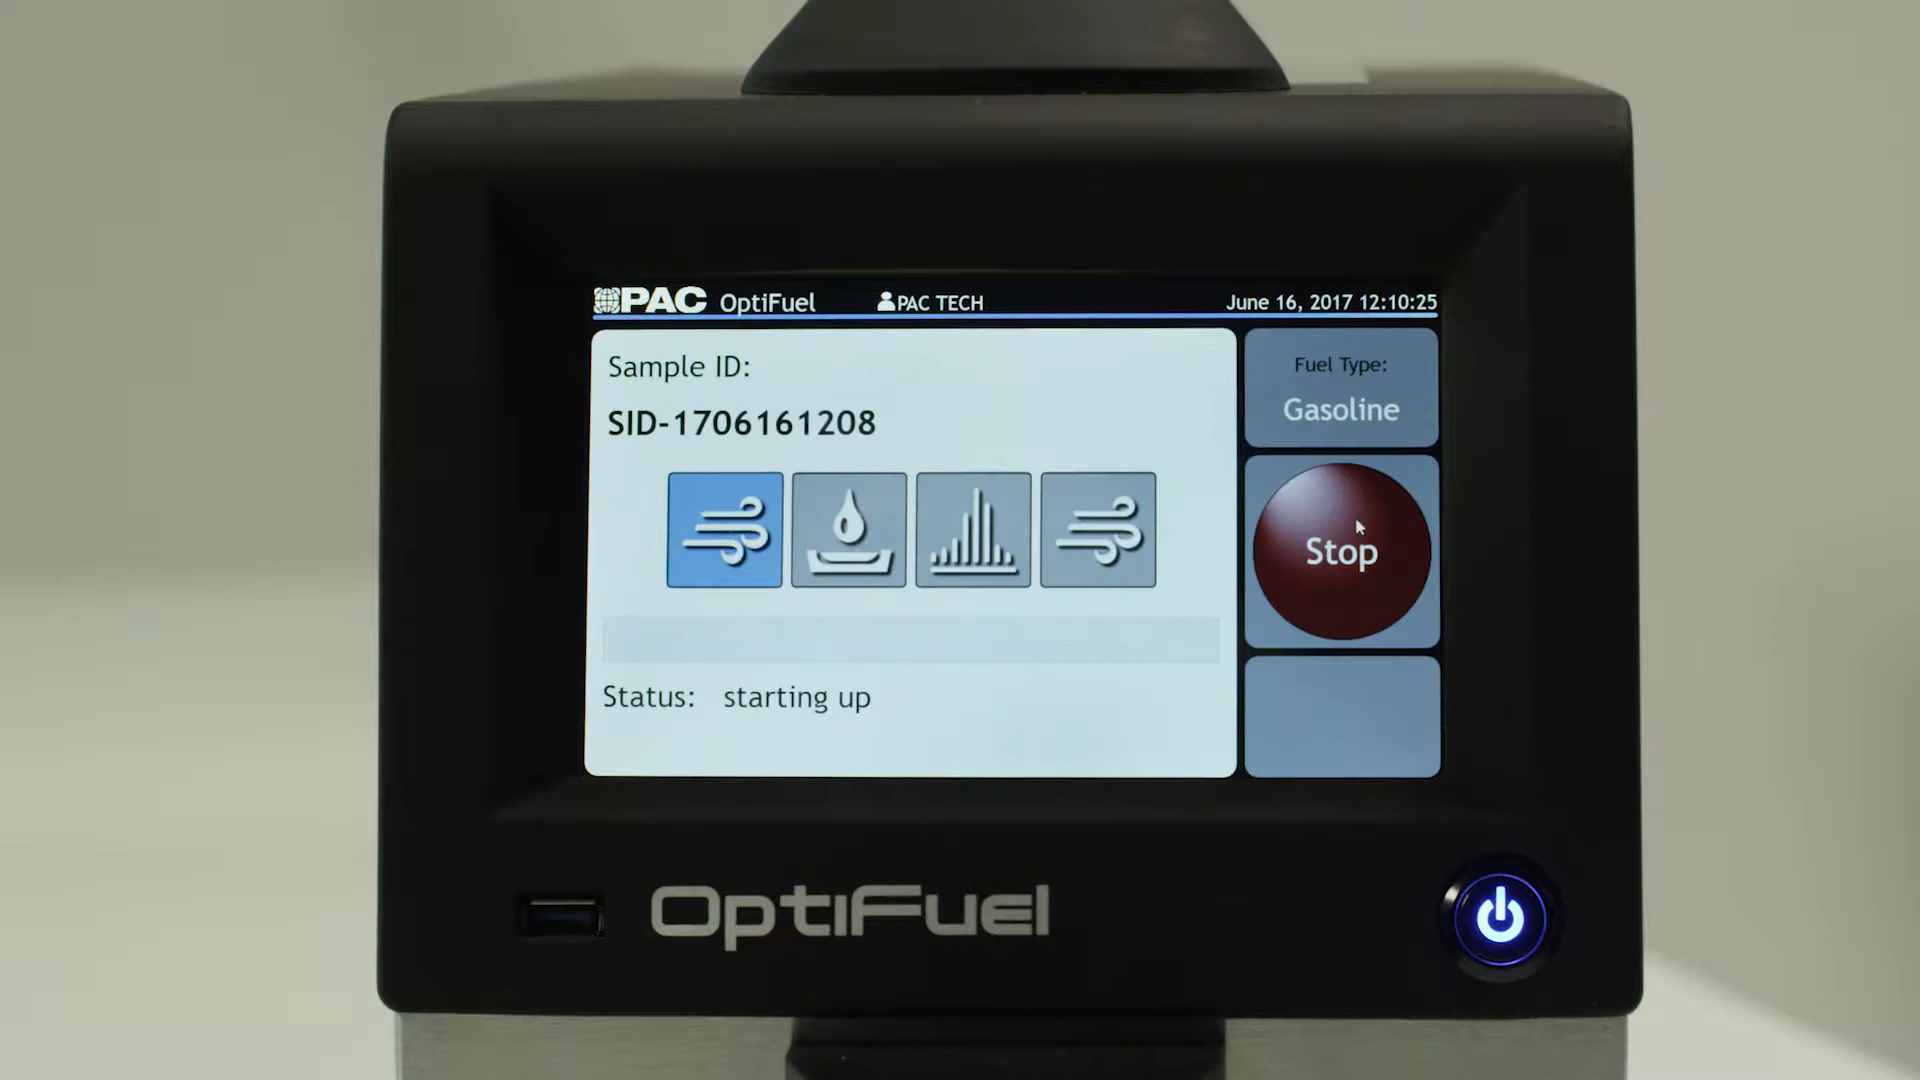 PAC OptiFuel PAC TECH June 16, 2017 12:10:25
Sample ID:
SID-1706161208
Status: starting up
Fuel Type:
Gasoline
Stop
OptiFuel